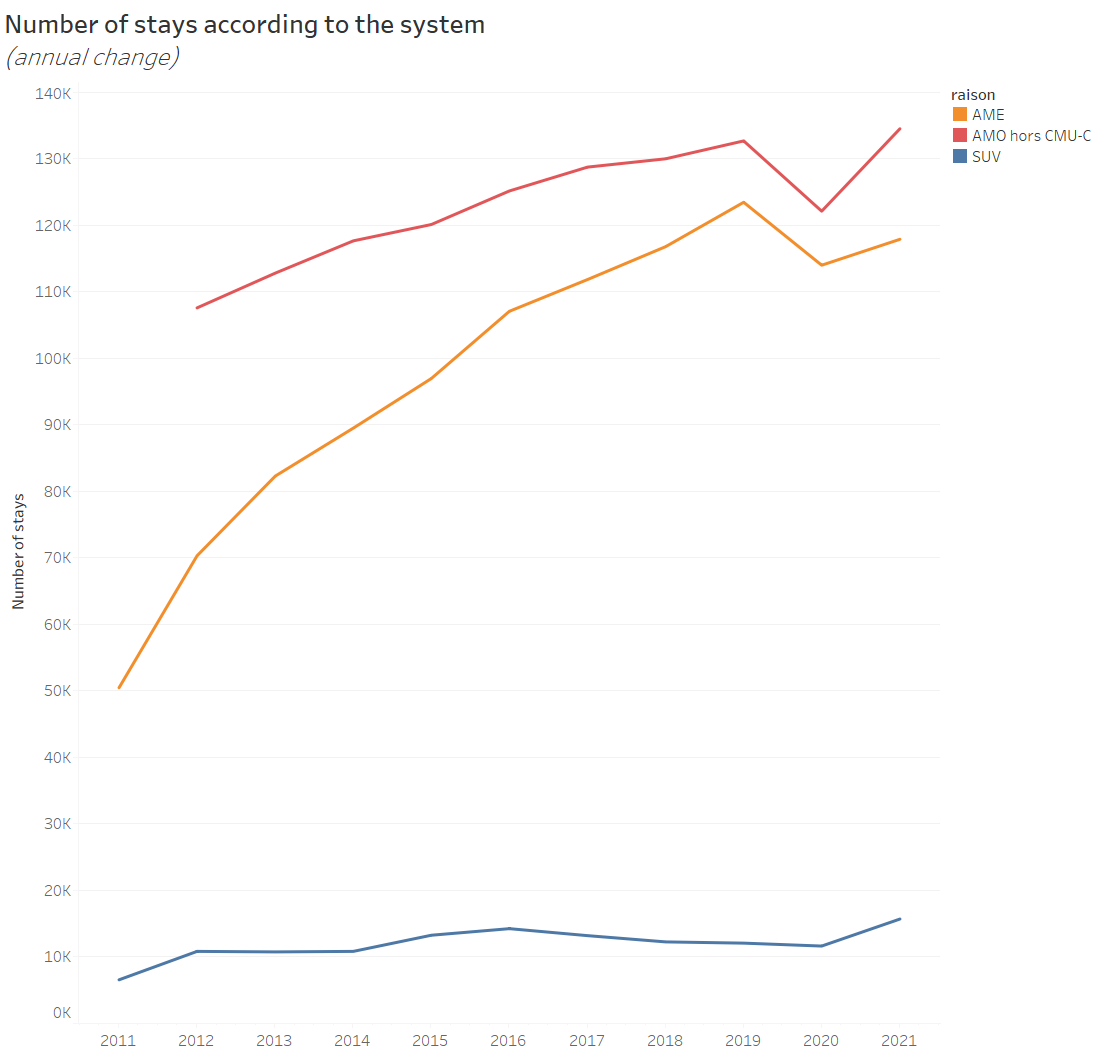 Number of stays according to the system
(annual change)
raison
AME
AMO hors CMU-C
SUV
Number of stays
140K
130K
120K
110K
100K
90K
80K
70K
60K
50K
40K
30K
20K
10K
0K
2011 2012 2013 2014 2015 2016 2017 2018 2019 2020 2021